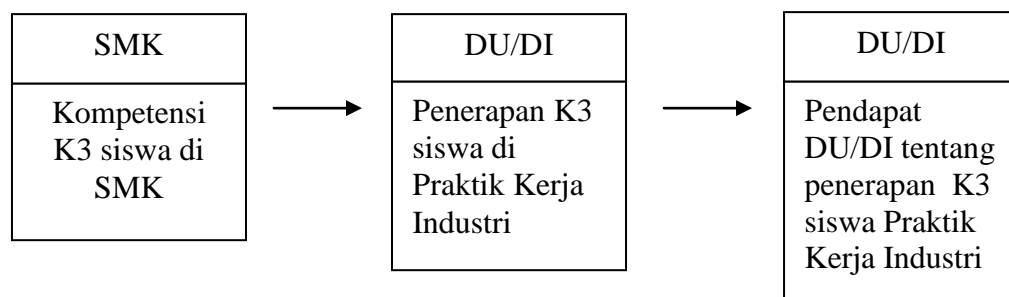 SMK
Kompetensi
K3 siswa di
SMK
DU/DI
Penerapan K3
siswa di
Praktik Kerja
Industri
DU/DI
Pendapat
DU/DI tentang
penerapan K3
siswa Praktik
Kerja Industri